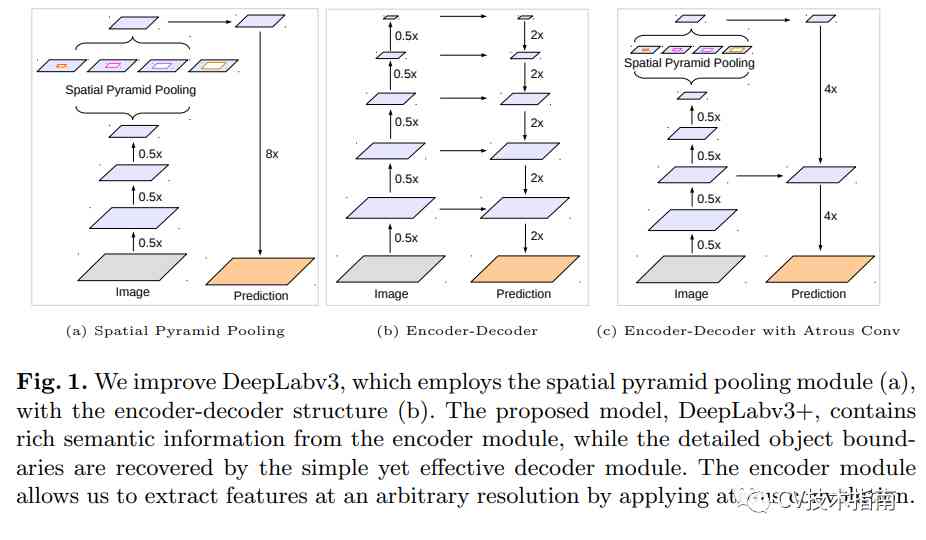 Spatial Pyramid Pooling
0.5x
0.5x
0.5x
8x
Image
Prediction
0.5x
0.5x
0.5x
0.5x
0.5x
2x
2x
2x
2x
2x
Image
Prediction
Spatial Pyramid Pooling
0.5x
0.5x
0.5x
0.5x
4x
4x
Image
Prediction
(a) Spatial Pyramid Pooling
(b) Encoder-Decoder
(c) Encoder-Decoder with Atrous Conv
Fig. 1. We improve DeepLabv3, which employs the spatial pyramid pooling module (a),
with the encoder-decoder structure (b). The proposed model, DeepLabv3+, contains
rich semantic information from the encoder module, while the detailed object bound-
aries are recovered by the simple yet effective decoder module. The encoder module
allows us to extract features at an arbitrary resolution by applying
CV技术指南